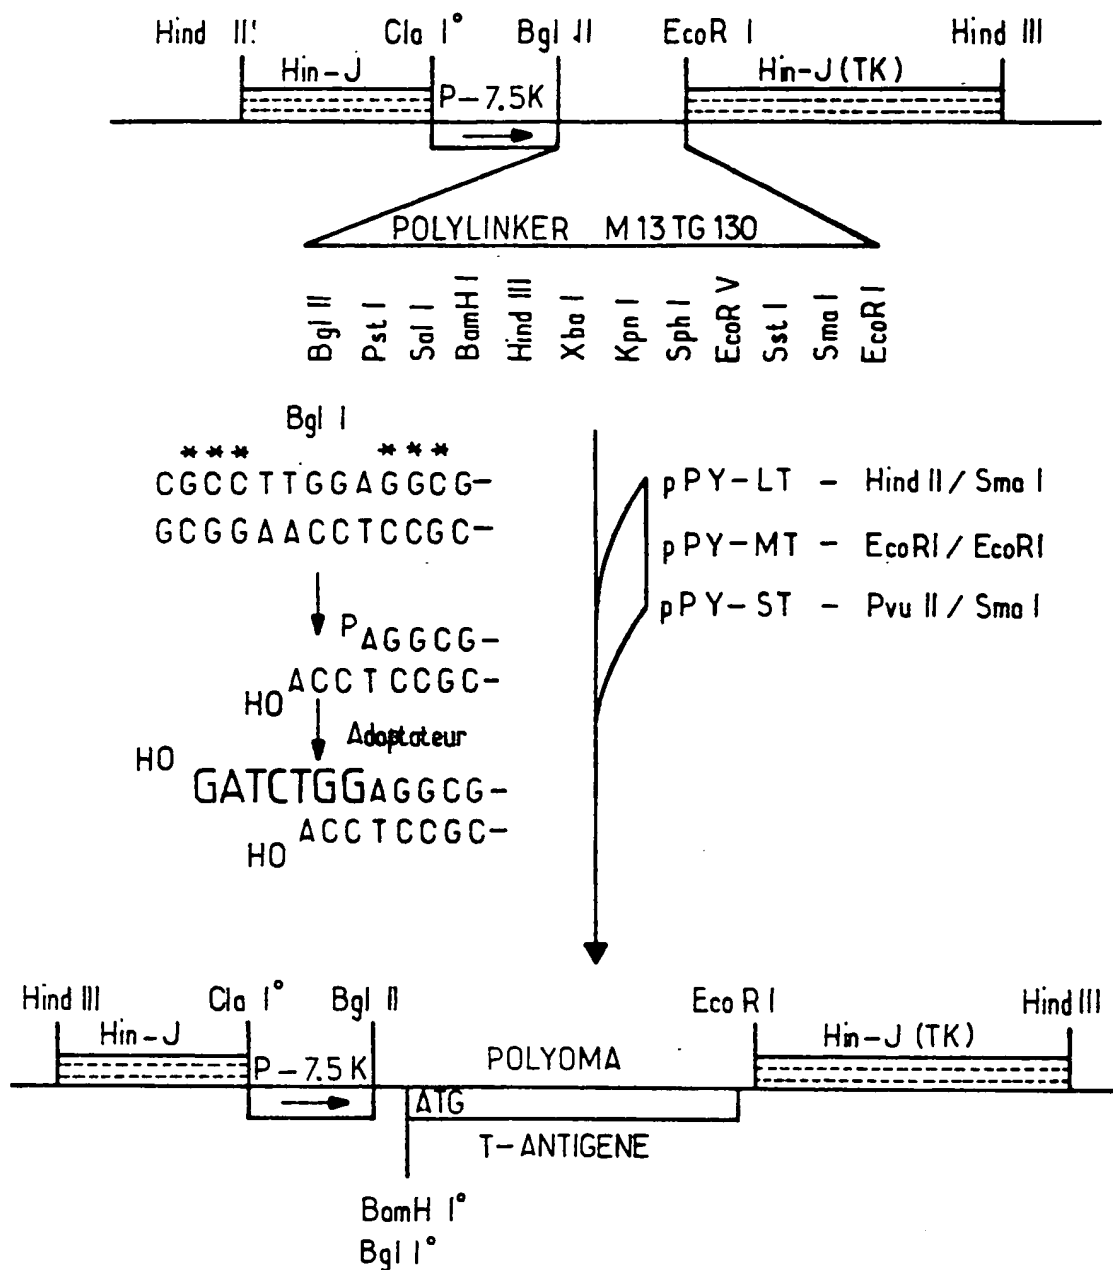 Hind II! Cla I° Bgl II EcoR I Hind III
Hin-J Hin-J (TK)
P-7.5K
POLYLINKER M13TG130
Bgl II
Pst I
Sal I
BamH I
Hind III
Xba I
Kpn I
Sph I
EcoR V
Sst I
Sma I
EcoR I
Bgl I
*** ***
CGCCTTGGAGGCG-
GCGGAACCTCCGC-
pPY-LT - Hind II / Sma I
pPY-MT - EcoRI / EcoRI
pPY-ST - Pvu II / Sma I
P AGGCG-
ACCTCCGC-
HO
Adaptateur
HO
GATCTGGAGGCG-
ACCTCCGC-
HO
Hind III Cla I° Bgl II Eco R I Hind III
Hin-J Hin-J (TK)
P-7.5K POLYOMA
ATG
T-ANTIGENE
BamH I°
Bgl I°